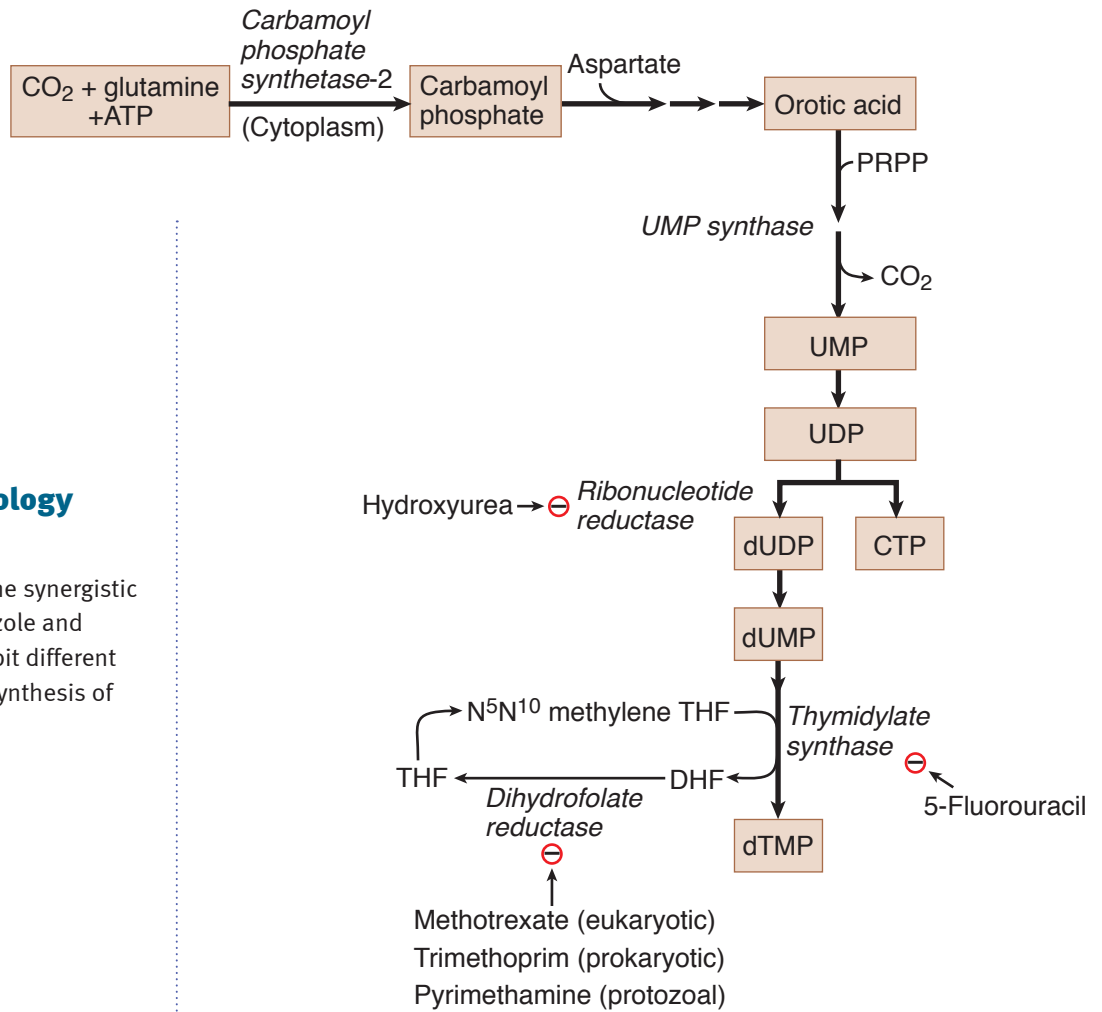 Carbamoyl
phosphate
synthetase-2
CO2 + glutamine
+ATP
(Cytoplasm)
Carbamoyl
phosphate
Aspartate
Orotic acid
PRPP
UMP synthase
CO2
UMP
UDP
Hydroxyurea
Ribonucleotide
reductase
dUDP
CTP
dUMP
N5N10 methylene THF
Thymidylate
synthase
THF
DHF
Dihydrofolate
reductase
5-Fluorouracil
dTMP
Methotrexate (eukaryotic)
Trimethoprim (prokaryotic)
Pyrimethamine (protozoal)
ology
ne synergistic
zole and
bit different
synthesis of